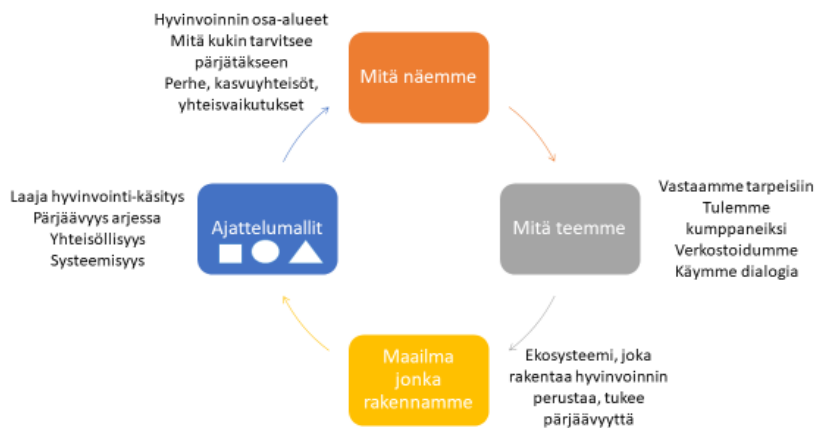 Hyvinvoinnin osa-alueet
Mitä kukin tarvitsee
pärjätäkseen
Perhe, kasvuyhteisöt,
yhteisvaikutukset
Mitä näemme
Laaja hyvinvointi-käsitys
Pärjäävyys arjessa
Yhteisöllisyys
Systeemisyys
Ajattelumallit
Mitä teemme
Vastaamme tarpeisiin
Tulemme
kumppaneiksi
Verkostoidumme
Käymme dialogia
Maailma
jonka
rakennamme
Ekosysteemi, joka
rakentaa hyvinvoinnin
perustaa, tukee
pärjäävyyttä